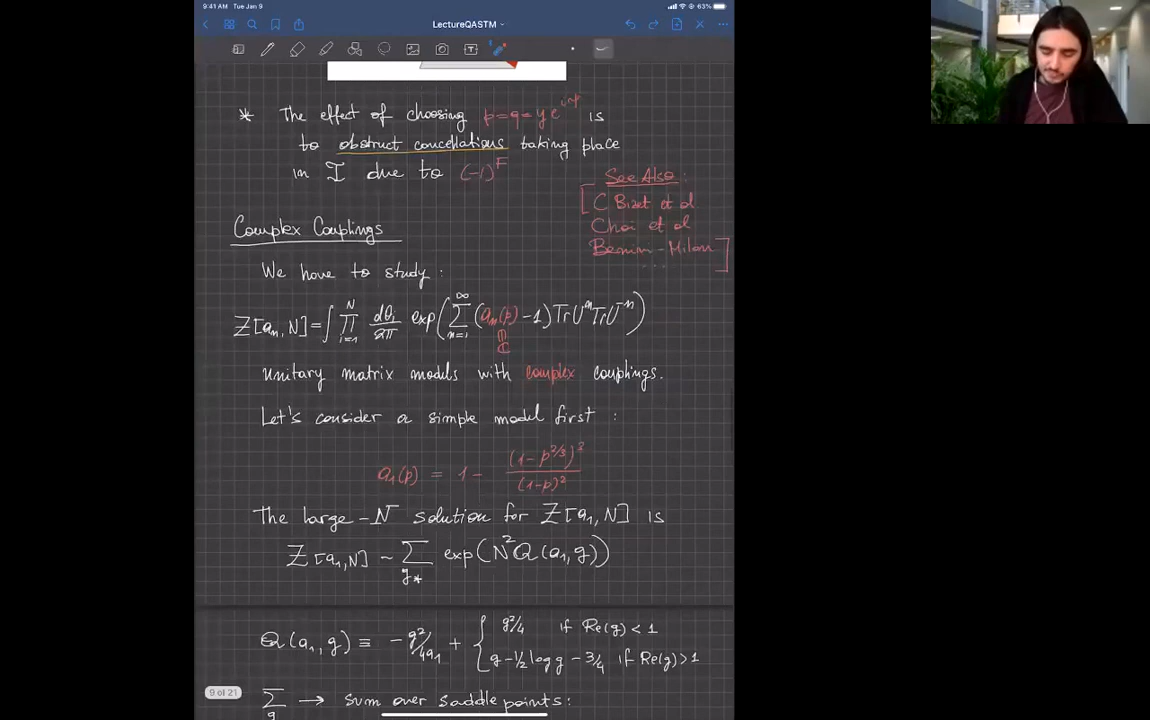 9:41 AM Tue Jan 9
63%
LectureQASTM
* The effect of choosing p=q=ye^{iπφ} is
to obstruct cancellations taking place
in I due to (-1)^F
See Also:
[C Bizet et al
Choi et al
Benini-Milan
...]
Complex Couplings
We have to study:
Z[a_n, N] = ∫ ∏_{i=1}^{N} dθ_i/2π exp(∑_{n=1}^{∞} (a_n(p) - 1) Tr U^n Tr U^{-n})
unitary matrix models with complex couplings.
Let's consider a simple model first:
a_1(p) = 1 - (1-p^{2/3})^3/(1-p)^2
The large-N solution for Z[a_1, N] is
Z[a_1, N] ~ ∑_{g*} exp(N^2 Q(a_1, g))
Q(a_1, g) ≡ -g^2/4a_1 + { g^2/4 if Re(g) < 1
g - 1/2 log g - 3/4 if Re(g) > 1
9 of 21
∑_g → sum over saddle points: